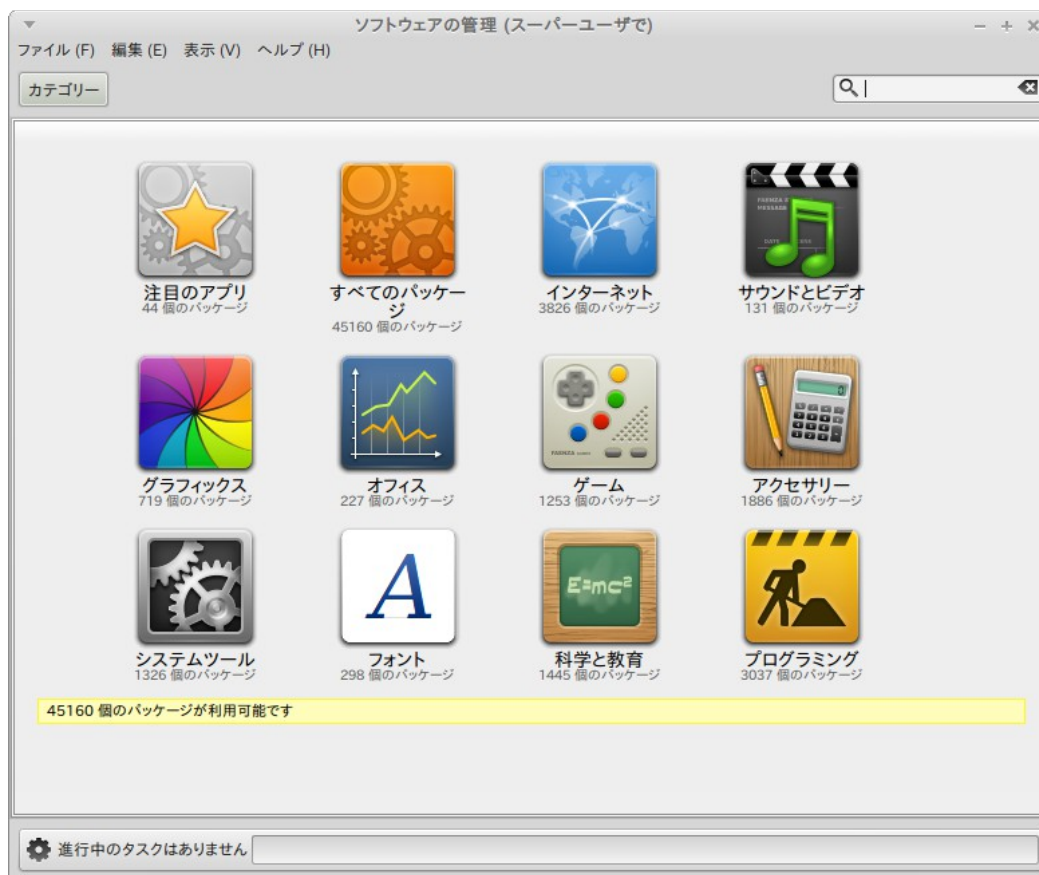 ソフトウェアの管理 (スーパーユーザで)
ファイル (F) 編集 (E) 表示 (V) ヘルプ (H)
カテゴリー
注目のアプリ
44 個のパッケージ
すべてのパッケー
ジ
45160 個のパッケージ
インターネット
3826 個のパッケージ
サウンドとビデオ
131 個のパッケージ
グラフィックス
719 個のパッケージ
オフィス
227 個のパッケージ
ゲーム
1253 個のパッケージ
アクセサリー
1886 個のパッケージ
システムツール
1326 個のパッケージ
A
フォント
298 個のパッケージ
E=mc²
科学と教育
1445 個のパッケージ
プログラミング
3037 個のパッケージ
45160 個のパッケージが利用可能です
進行中のタスクはありません